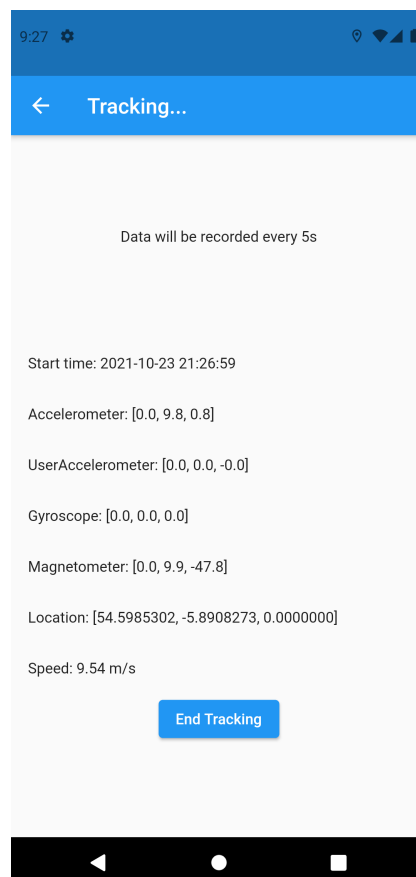 9:27
Tracking...
Data will be recorded every 5s
Start time: 2021-10-23 21:26:59
Accelerometer: [0.0, 9.8, 0.8]
UserAccelerometer: [0.0, 0.0, -0.0]
Gyroscope: [0.0, 0.0, 0.0]
Magnetometer: [0.0, 9.9, -47.8]
Location: [54.5985302, -5.8908273, 0.0000000]
Speed: 9.54 m/s
End Tracking